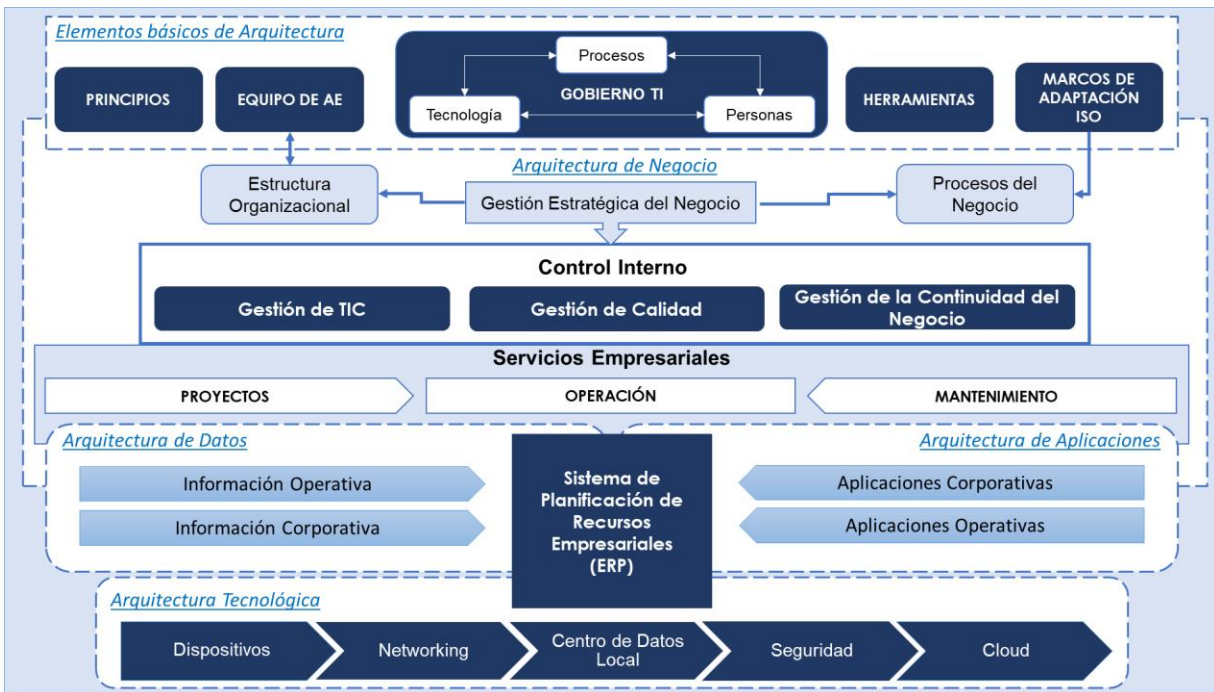 Elementos básicos de Arquitectura
PRINCIPIOS
EQUIPO DE AE
Procesos
GOBIERNO TI
Tecnología
Personas
HERRAMIENTAS
MARCOS DE
ADAPTACIÓN
ISO
Arquitectura de Negocio
Estructura
Organizacional
Gestión Estratégica del Negocio
Procesos del
Negocio
Control Interno
Gestión de TIC
Gestión de Calidad
Gestión de la Continuidad del
Negocio
Servicios Empresariales
PROYECTOS
OPERACIÓN
MANTENIMIENTO
Arquitectura de Datos
Información Operativa
Información Corporativa
Sistema de
Planificación de
Recursos
Empresariales
(ERP)
Arquitectura de Aplicaciones
Aplicaciones Corporativas
Aplicaciones Operativas
Arquitectura Tecnológica
Dispositivos
Networking
Centro de Datos
Local
Seguridad
Cloud